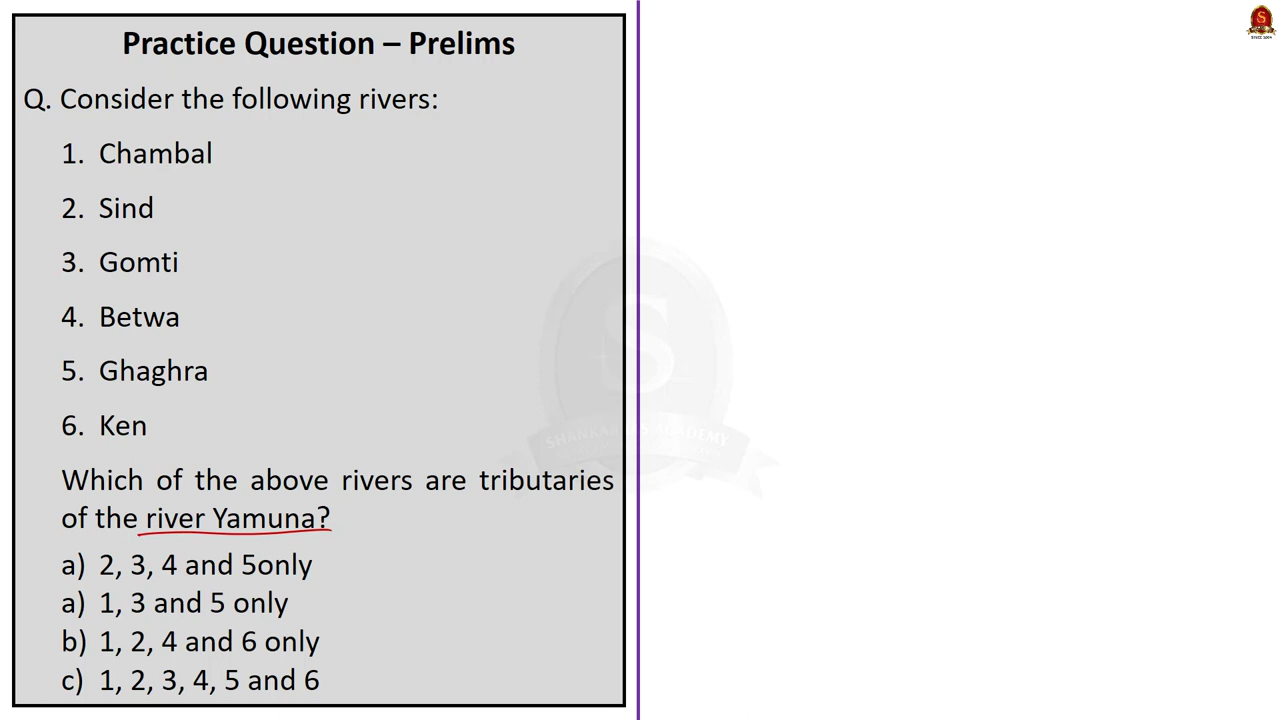 Practice Question – Prelims
Q. Consider the following rivers:
1. Chambal
2. Sind
3. Gomti
4. Betwa
5. Ghaghra
6. Ken
Which of the above rivers are tributaries
of the river Yamuna?
a) 2, 3, 4 and 5only
a) 1, 3 and 5 only
b) 1, 2, 4 and 6 only
c) 1, 2, 3, 4, 5 and 6
S
S
SINCE 2004